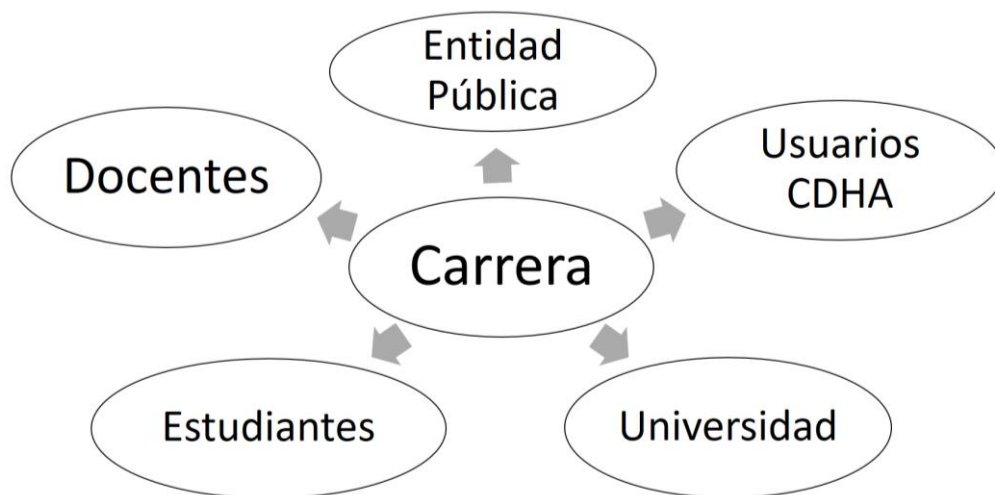 Entidad
Pública
Docentes
Usuarios
CDHA
Carrera
Estudiantes
Universidad